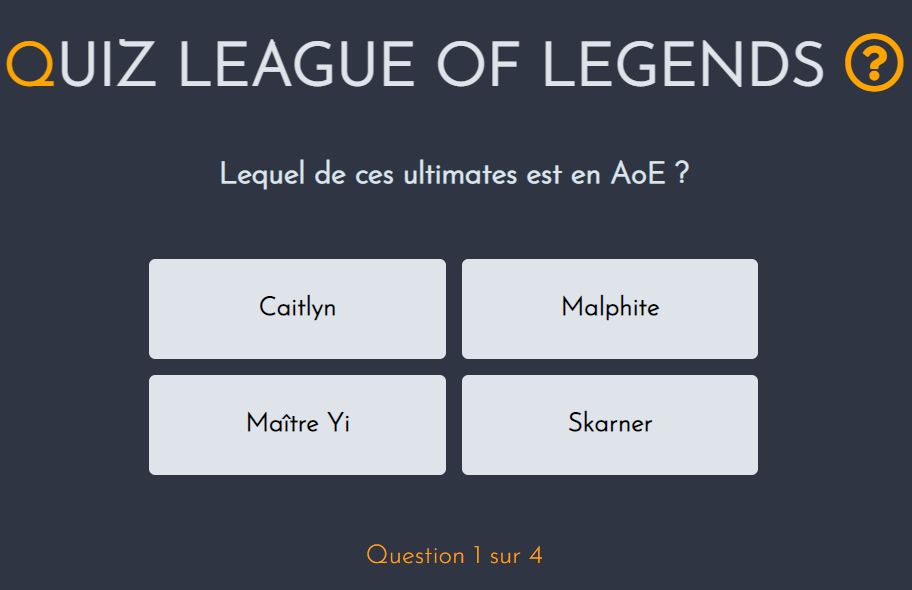 QUIZ LEAGUE OF LEGENDS ?
Lequel de ces ultimates est en AoE ?
Caitlyn
Malphite
Maître Yi
Skarner
Question 1 sur 4